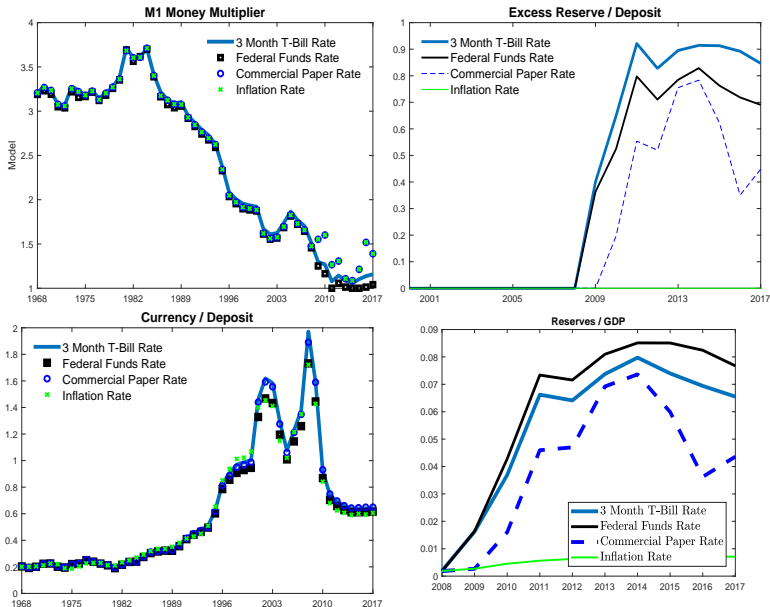 M1 Money Multiplier
4
3.5
3
2.5
2
1.5
1
Model
3 Month T-Bill Rate
Federal Funds Rate
Commercial Paper Rate
Inflation Rate
1968 1975 1982 1989 1996 2003 2010 2017
Excess Reserve / Deposit
1
0.9
0.8
0.7
0.6
0.5
0.4
0.3
0.2
0.1
0
3 Month T-Bill Rate
Federal Funds Rate
Commercial Paper Rate
Inflation Rate
2001 2005 2009 2013 2017
Currency / Deposit
2
1.8
1.6
1.4
1.2
1
0.8
0.6
0.4
0.2
0
3 Month T-Bill Rate
Federal Funds Rate
Commercial Paper Rate
Inflation Rate
1968 1975 1982 1989 1996 2003 2010 2017
Reserves / GDP
0.09
0.08
0.07
0.06
0.05
0.04
0.03
0.02
0.01
0
3 Month T-Bill Rate
Federal Funds Rate
Commercial Paper Rate
Inflation Rate
2008 2009 2010 2011 2012 2013 2014 2015 2016 2017